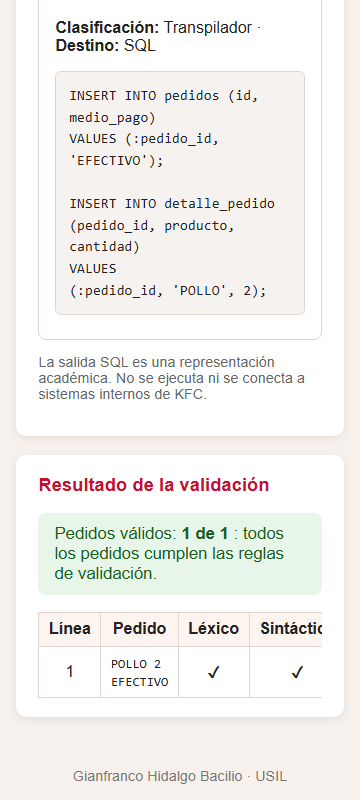 Clasificación: Transpilador ·
Destino: SQL
INSERT INTO pedidos (id,
medio_pago)
VALUES (:pedido_id,
'EFECTIVO');
INSERT INTO detalle_pedido
(pedido_id, producto,
cantidad)
VALUES
(:pedido_id, 'POLLO', 2);
La salida SQL es una representación
académica. No se ejecuta ni se conecta a
sistemas internos de KFC.
Resultado de la validación
Pedidos válidos: 1 de 1 : todos
los pedidos cumplen las reglas
de validación.
Línea Pedido Léxico Sintáctic
1 POLLO 2 ✓ ✓
EFECTIVO
Gianfranco Hidalgo Bacilio · USIL